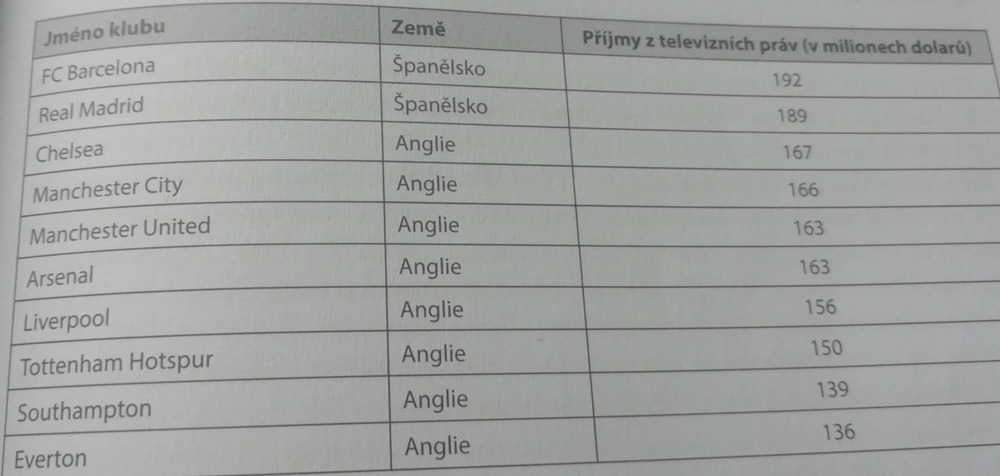 Jméno klubu Země Příjmy z televizních práv (v milionech dolarů)
FC Barcelona Španělsko 192
Real Madrid Španělsko 189
Chelsea Anglie 167
Manchester City Anglie 166
Manchester United Anglie 163
Arsenal Anglie 163
Liverpool Anglie 156
Tottenham Hotspur Anglie 150
Southampton Anglie 139
Everton Anglie 136